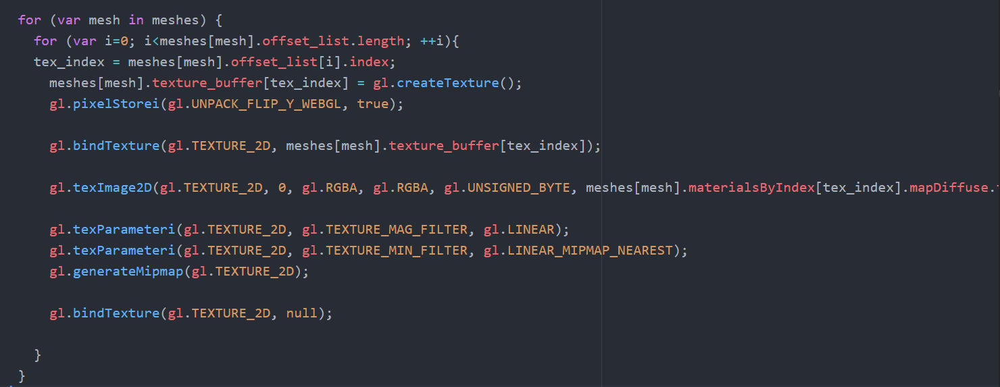 for (var mesh in meshes) {
for (var i=0; i<meshes[mesh].offset_list.length; ++i){
tex_index = meshes[mesh].offset_list[i].index;
meshes[mesh].texture_buffer[tex_index] = gl.createTexture();
gl.pixelStorei(gl.UNPACK_FLIP_Y_WEBGL, true);
gl.bindTexture(gl.TEXTURE_2D, meshes[mesh].texture_buffer[tex_index]);
gl.texImage2D(gl.TEXTURE_2D, 0, gl.RGBA, gl.RGBA, gl.UNSIGNED_BYTE, meshes[mesh].materialsByIndex[tex_index].mapDiffuse.
gl.texParameteri(gl.TEXTURE_2D, gl.TEXTURE_MAG_FILTER, gl.LINEAR);
gl.texParameteri(gl.TEXTURE_2D, gl.TEXTURE_MIN_FILTER, gl.LINEAR_MIPMAP_NEAREST);
gl.generateMipmap(gl.TEXTURE_2D);
gl.bindTexture(gl.TEXTURE_2D, null);
}
}